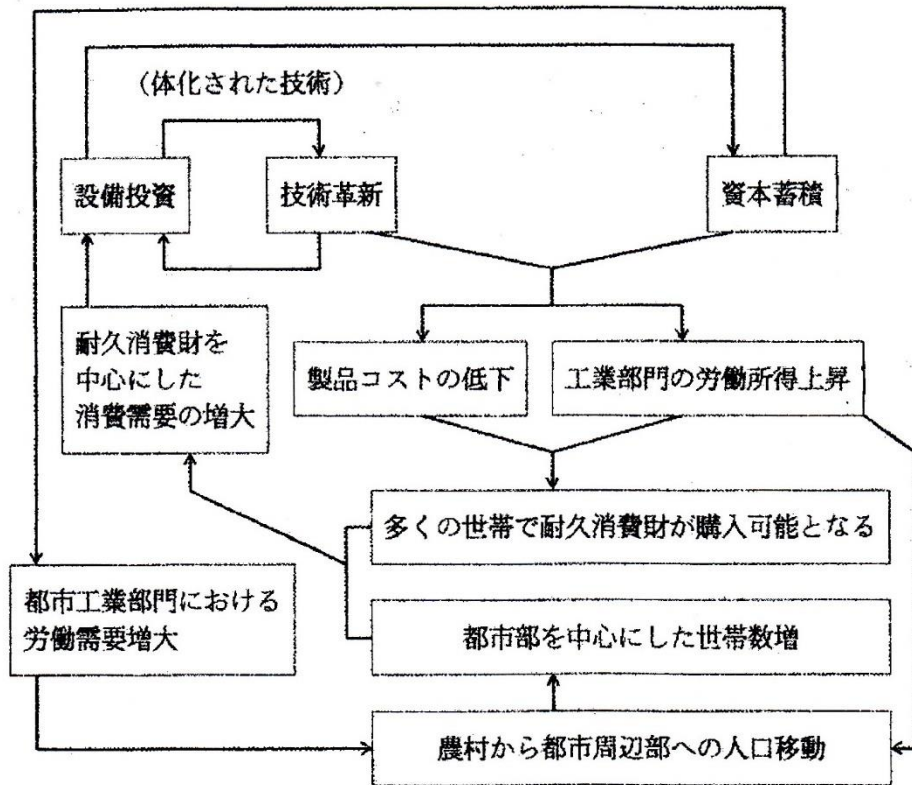 (体化された技術)
設備投資
技術革新
資本蓄積
耐久消費財を
中心にした
消費需要の増大
製品コストの低下
工業部門の労働所得上昇
多くの世帯で耐久消費財が購入可能となる
都市工業部門における
労働需要増大
都市部を中心にした世帯数増
農村から都市周辺部への人口移動